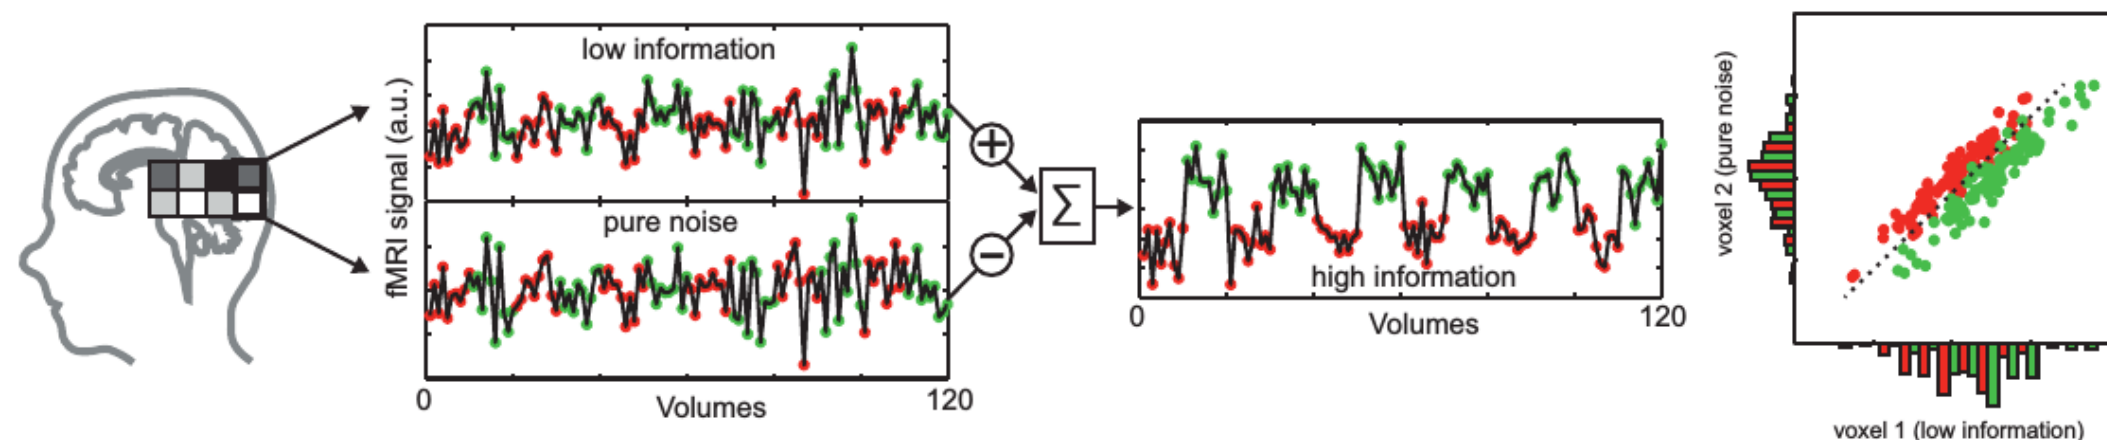 fMRI signal (a.u.)
low information
pure noise
0
120
Volumes
+
−
Σ
high information
0
120
Volumes
voxel 2 (pure noise)
voxel 1 (low information)